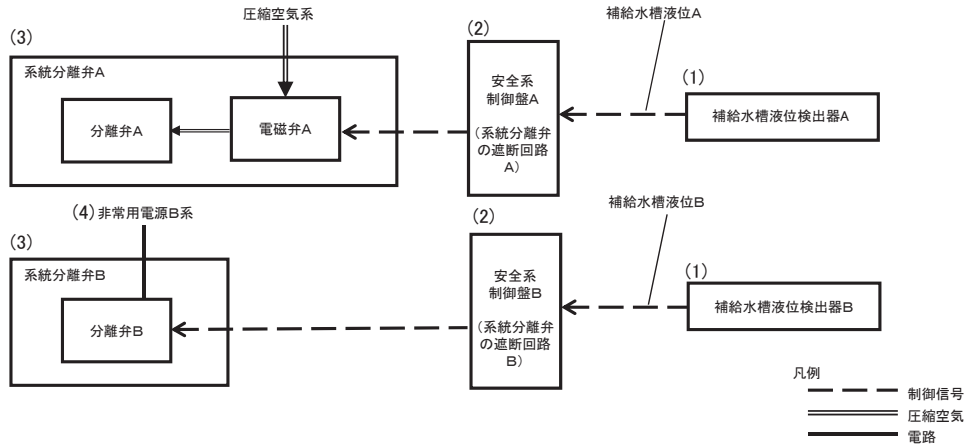 圧縮空気系
(3)
系統分離弁A
分離弁A
電磁弁A
(2)
安全系
制御盤A
(系統分離弁
の遮断回路
A)
補給水槽液位A
(1)
補給水槽液位検出器A
(4)非常用電源B系
(3)
系統分離弁B
分離弁B
(2)
安全系
制御盤B
(系統分離弁
の遮断回路
B)
補給水槽液位B
(1)
補給水槽液位検出器B
凡例
制御信号
圧縮空気
電路